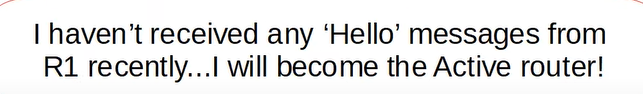 I haven’t received any ‘Hello’ messages from
R1 recently...I will become the Active router!